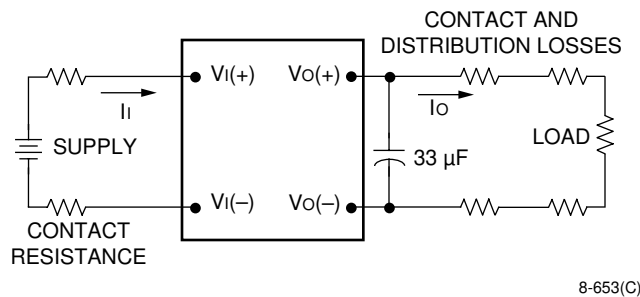 CONTACT AND
DISTRIBUTION LOSSES
VI(+)
VO(+)
II
IO
SUPPLY
33 µF
LOAD
VI(–)
VO(–)
CONTACT
RESISTANCE
8-653(C)